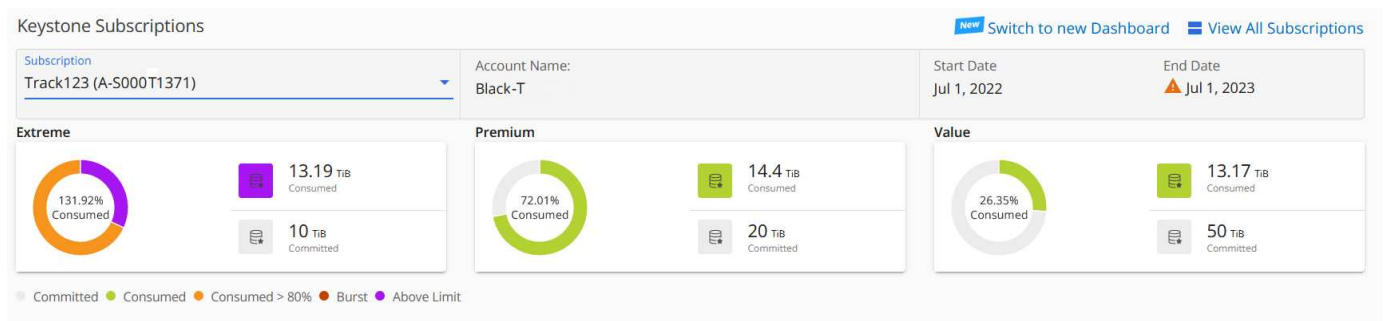 Keystone Subscriptions
New Switch to new Dashboard View All Subscriptions
Subscription
Track123 (A-S000T1371)
Account Name:
Black-T
Start Date
Jul 1, 2022
End Date
Jul 1, 2023
Extreme
131.92%
Consumed
13.19 TiB
Consumed
10 TiB
Committed
Premium
72.01%
Consumed
14.4 TiB
Consumed
20 TiB
Committed
Value
26.35%
Consumed
13.17 TiB
Consumed
50 TiB
Committed
Committed Consumed Consumed > 80% Burst Above Limit